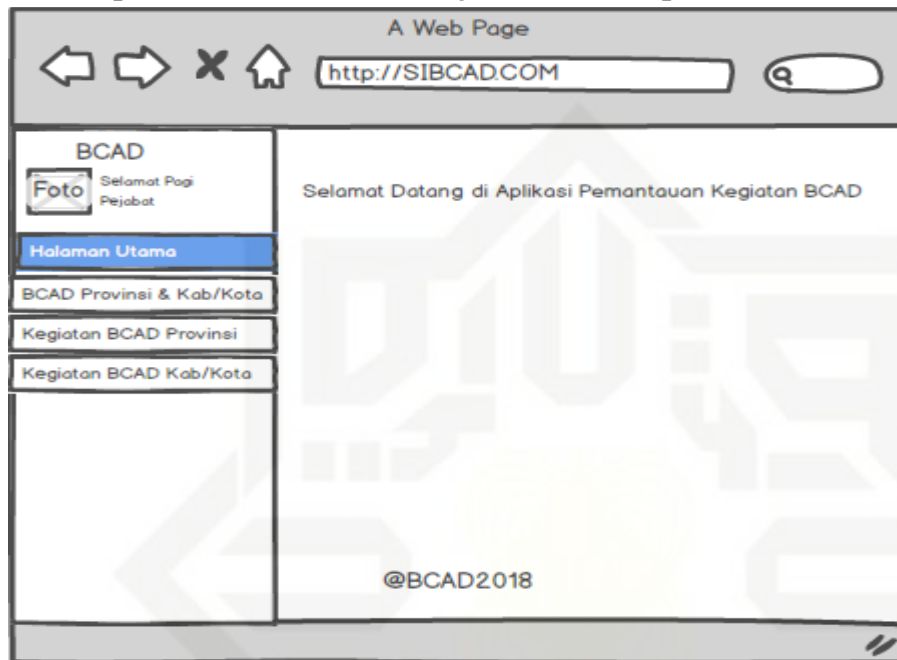 A Web Page
http://SIBCAD.COM
BCAD
Foto
Selamat Pagi
Pejabat
Halaman Utama
BCAD Provinsi & Kab/Kota
Kegiatan BCAD Provinsi
Kegiatan BCAD Kab/Kota
Selamat Datang di Aplikasi Pemantauan Kegiatan BCAD
@BCAD2018